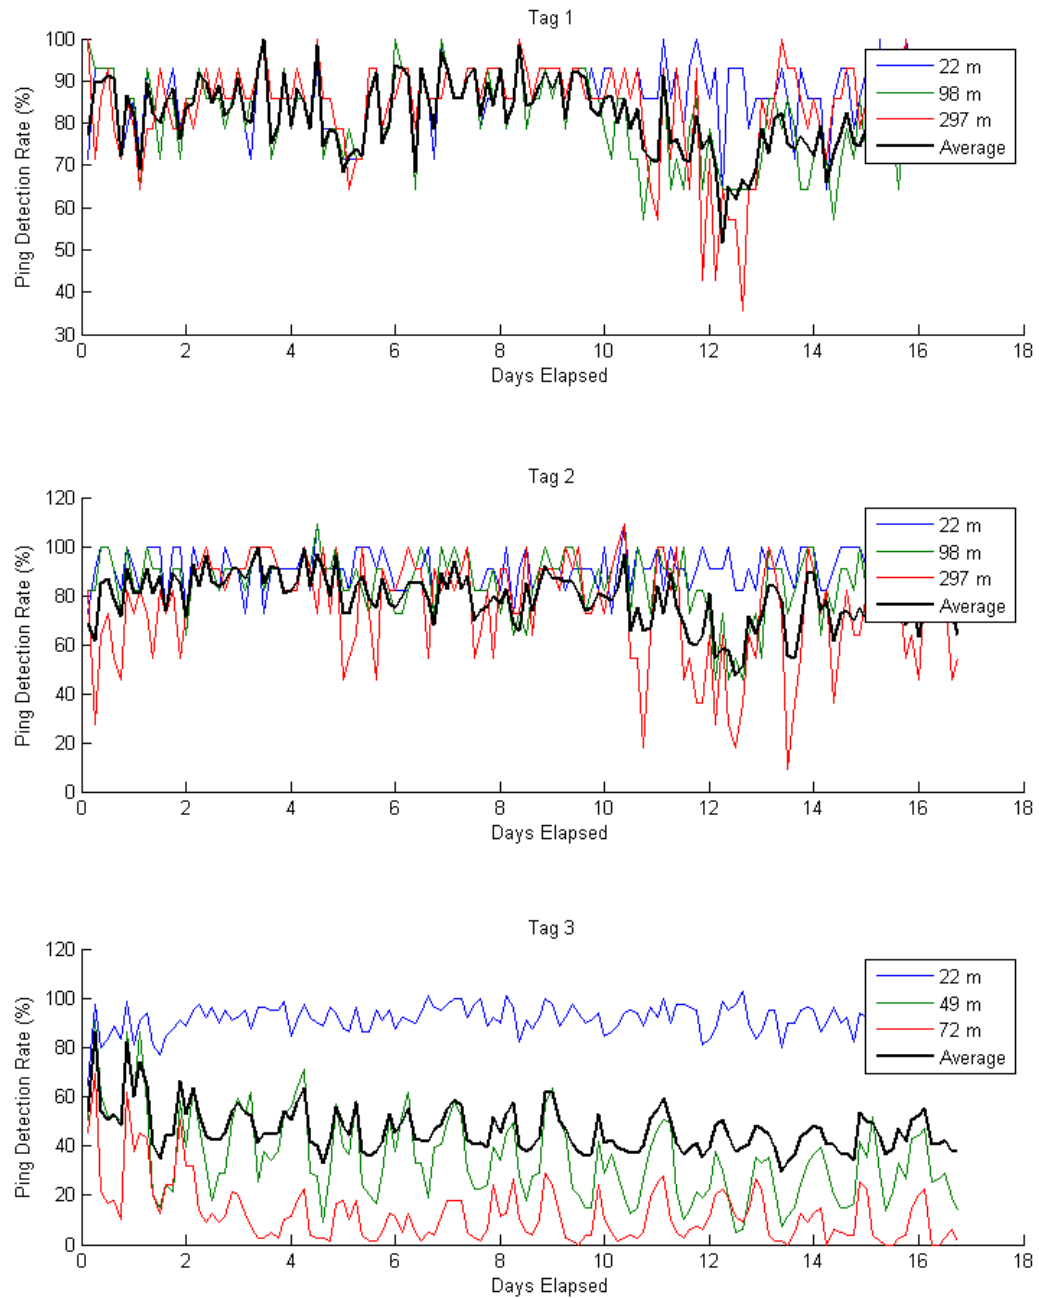 Tag 1
Ping Detection Rate (%)
100
90
80
70
60
50
40
30
0 2 4 6 8 10 12 14 16 18
Days Elapsed
22 m
98 m
297 m
Average
Tag 2
Ping Detection Rate (%)
120
100
80
60
40
20
0
0 2 4 6 8 10 12 14 16 18
Days Elapsed
22 m
98 m
297 m
Average
Tag 3
Ping Detection Rate (%)
120
100
80
60
40
20
0
0 2 4 6 8 10 12 14 16 18
Days Elapsed
22 m
49 m
72 m
Average